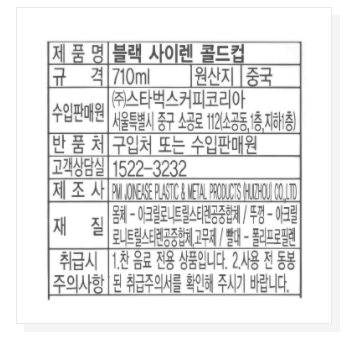 제 품 명 블랙 사이렌 콜드컵
규 격 710ml 원산지 중국
수입판매원 ㈜스타벅스커피코리아
서울특별시 중구 소공로 112(소공동,1층,지하1층)
반 품 처 구입처 또는 수입판매원
고객상담실 1522-3232
제 조 사 PMI JONEASE PLASTIC & METAL PRODUCTS (HUIZHOU) CO.,LTD
재 질 몸체 - 아크릴로니트릴스티렌공중합체 / 뚜껑 - 아크릴
로니트릴스티렌공중합체,고무제 / 빨대 - 폴리프로필렌
취급시 1.찬 음료 전용 상품입니다. 2.사용 전 동봉
주의사항 된 취급주의서를 확인해 주시기 바랍니다.